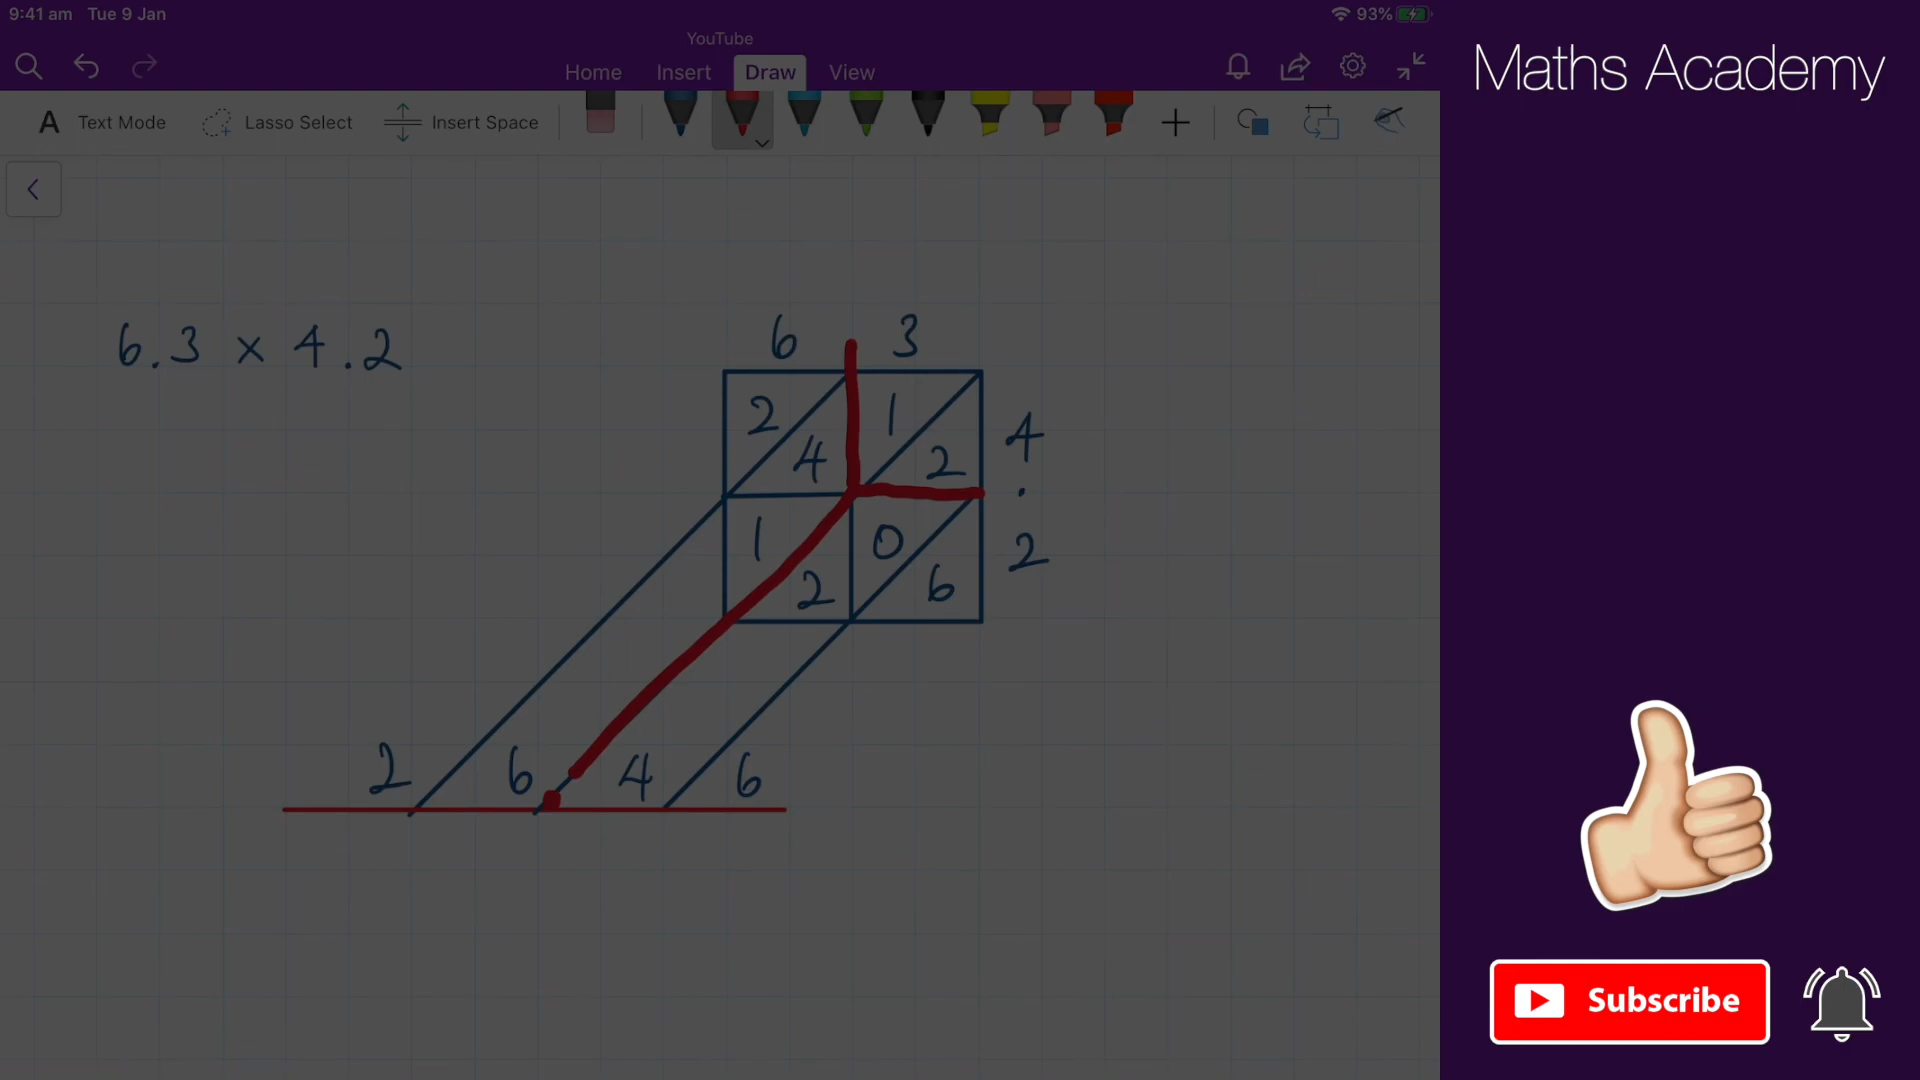 9:41 am Tue 9 Jan 93%
YouTube
Home Insert Draw View
Maths Academy
A Text Mode Lasso Select Insert Space
6.3 × 4.2
6 3
2 4 1 2 4
.
1 2 0 6 2
2 6 . 4 6
Subscribe